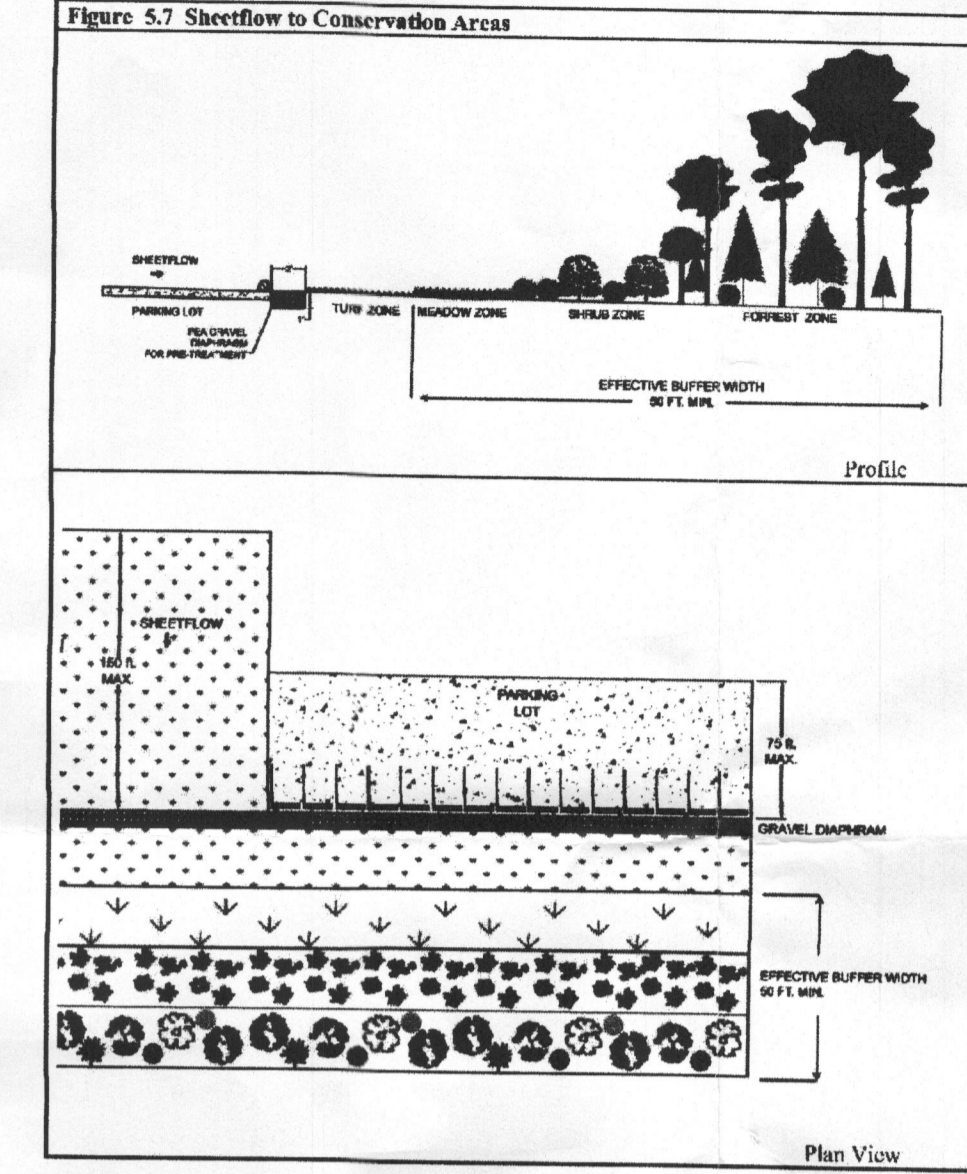 Figure 5.7 Sheetflow to Conservation Areas
SHEETFLOW
2'
PARKING LOT
TURF ZONE
MEADOW ZONE
SHRUB ZONE
FORREST ZONE
1'
PEA GRAVEL
DIAPHRAGM
FOR PRE-TREATMENT
EFFECTIVE BUFFER WIDTH
50 FT. MIN.
Profile
SHEETFLOW
150 ft.
MAX.
PARKING
LOT
75 ft.
MAX.
GRAVEL DIAPHRAM
EFFECTIVE BUFFER WIDTH
50 FT. MIN.
Plan View